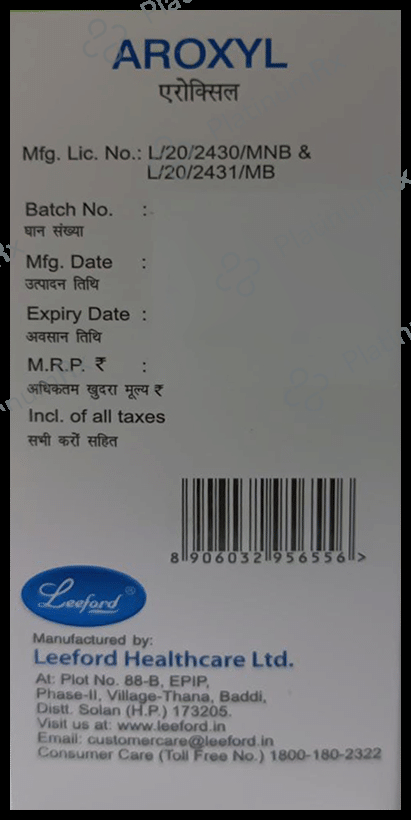 AROXYL
एरोक्सिल
Mfg. Lic. No.: L/20/2430/MNB &
L/20/2431/MB
Batch No. :
घान संख्या
Mfg. Date :
उत्पादन तिथि
Expiry Date :
अवसान तिथि
M.R.P. ₹ :
अधिकतम खुदरा मूल्य ₹
Incl. of all taxes
सभी करों सहित
8 906032 956556 >
Leeford®
Manufactured by:
Leeford Healthcare Ltd.
At: Plot No. 88-B, EPIP,
Phase-II, Village-Thana, Baddi,
Distt. Solan (H.P.) 173205.
Visit us at: www.leeford.in
Email: customercare@leeford.in
Consumer Care (Toll Free No.) 1800-180-2322